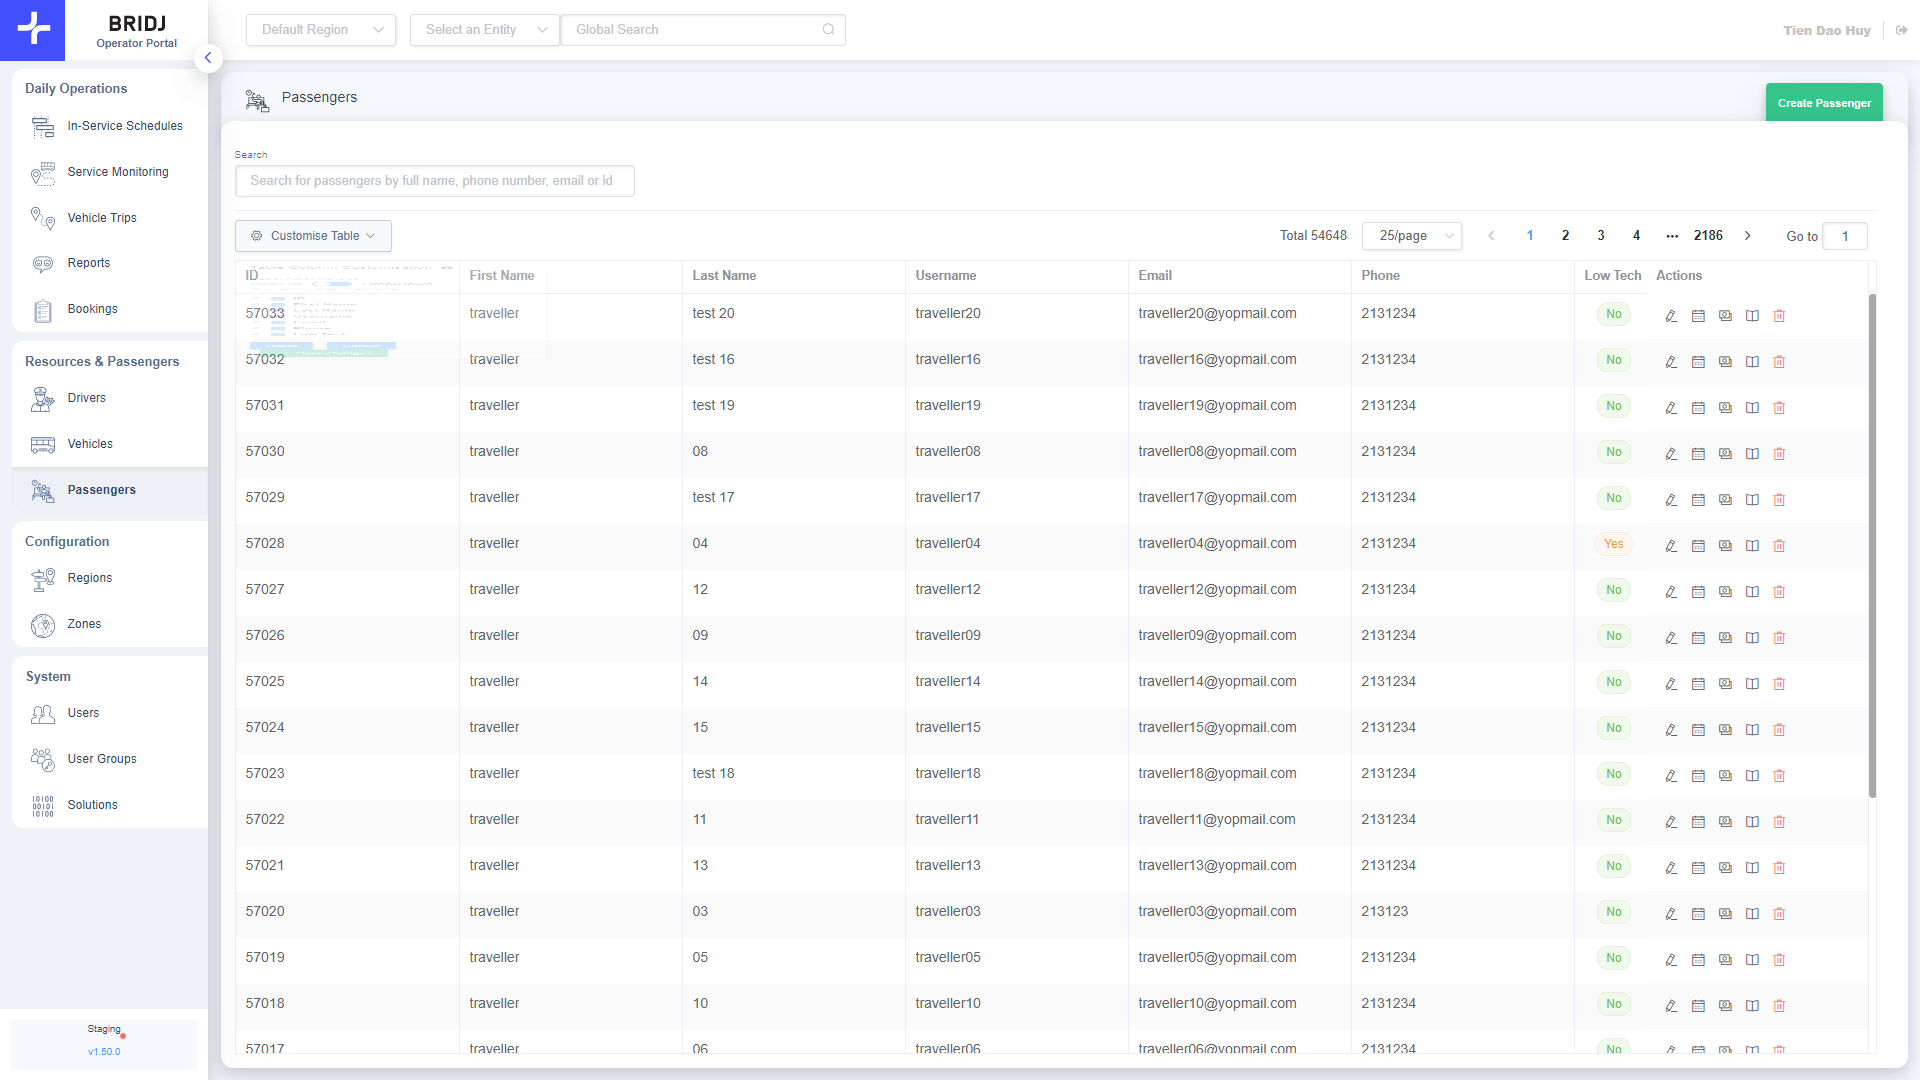 BRIDJ
Operator Portal
Default Region
Select an Entity
Global Search
Tien Dao Huy
Daily Operations
In-Service Schedules
Service Monitoring
Vehicle Trips
Reports
Bookings
Resources & Passengers
Drivers
Vehicles
Passengers
Configuration
Regions
Zones
System
Users
User Groups
Solutions
Staging
v1.50.0
Passengers
Create Passenger
Search
Search for passengers by full name, phone number, email or id
Customise Table
Total 54648 25/page 1 2 3 4 ••• 2186 Go to 1
ID First Name Last Name Username Email Phone Low Tech Actions
57033 traveller test 20 traveller20 traveller20@yopmail.com 2131234 No
57032 traveller test 16 traveller16 traveller16@yopmail.com 2131234 No
57031 traveller test 19 traveller19 traveller19@yopmail.com 2131234 No
57030 traveller 08 traveller08 traveller08@yopmail.com 2131234 No
57029 traveller test 17 traveller17 traveller17@yopmail.com 2131234 No
57028 traveller 04 traveller04 traveller04@yopmail.com 2131234 Yes
57027 traveller 12 traveller12 traveller12@yopmail.com 2131234 No
57026 traveller 09 traveller09 traveller09@yopmail.com 2131234 No
57025 traveller 14 traveller14 traveller14@yopmail.com 2131234 No
57024 traveller 15 traveller15 traveller15@yopmail.com 2131234 No
57023 traveller test 18 traveller18 traveller18@yopmail.com 2131234 No
57022 traveller 11 traveller11 traveller11@yopmail.com 2131234 No
57021 traveller 13 traveller13 traveller13@yopmail.com 2131234 No
57020 traveller 03 traveller03 traveller03@yopmail.com 213123 No
57019 traveller 05 traveller05 traveller05@yopmail.com 2131234 No
57018 traveller 10 traveller10 traveller10@yopmail.com 2131234 No
57017 traveller 06 traveller06 traveller06@yopmail.com 2131234 No